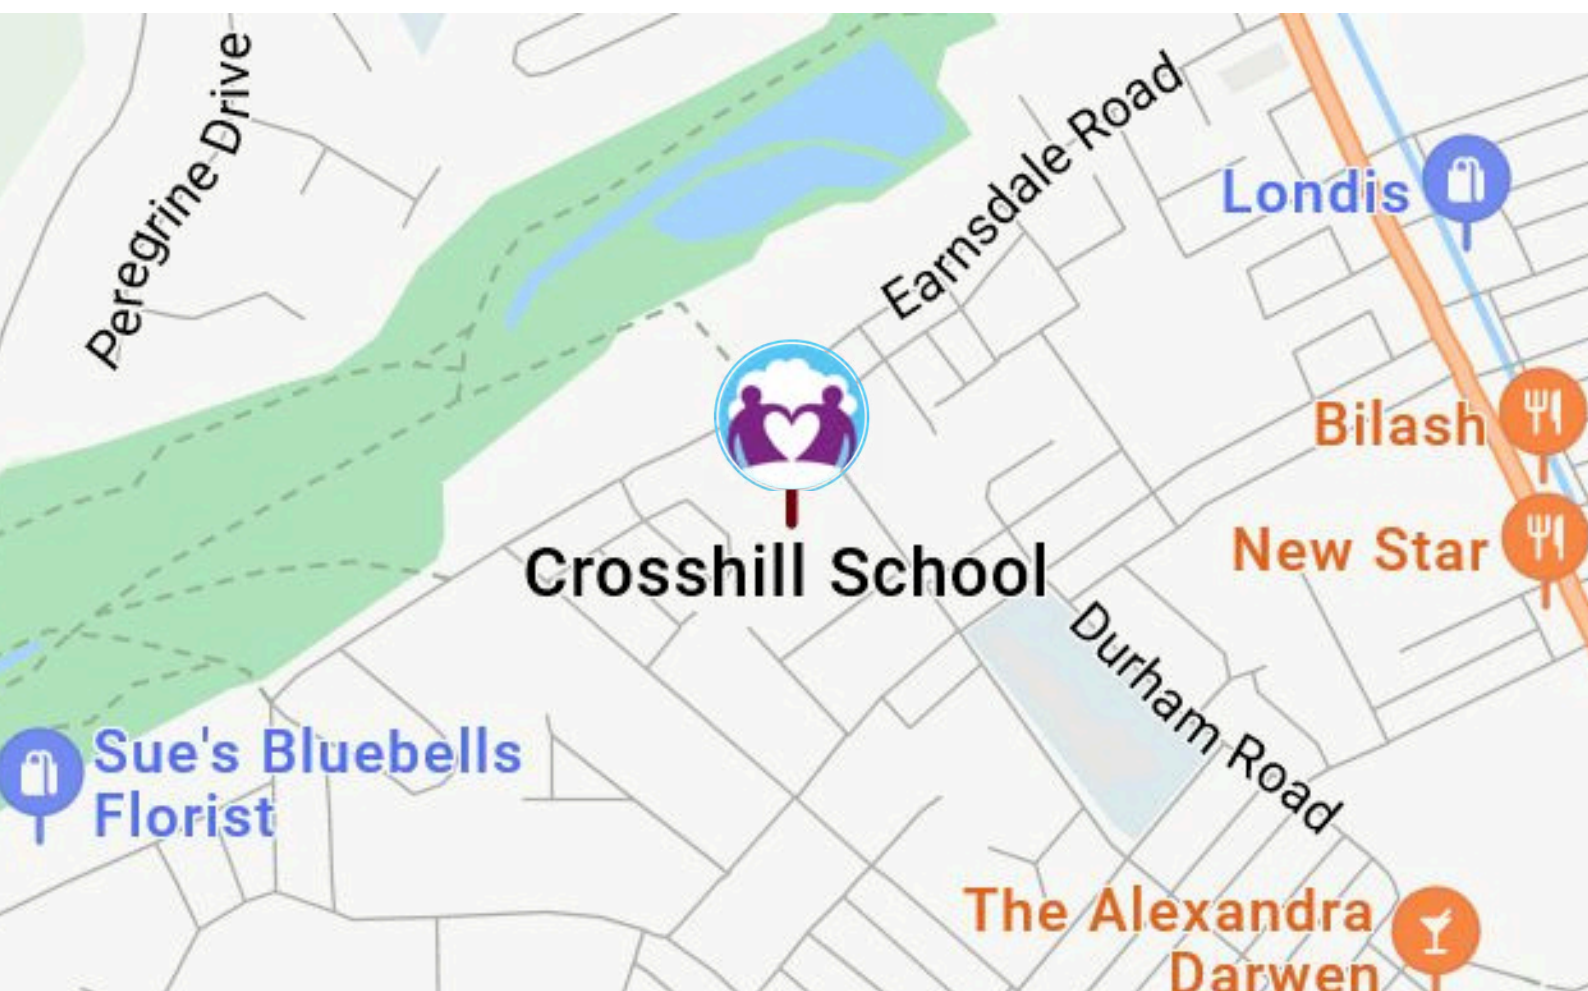 Peregrine Drive
Earnsdale Road
Londis
Bilash
Crosshill School
New Star
Durham Road
Sue's Bluebells
Florist
The Alexandra
Darwen